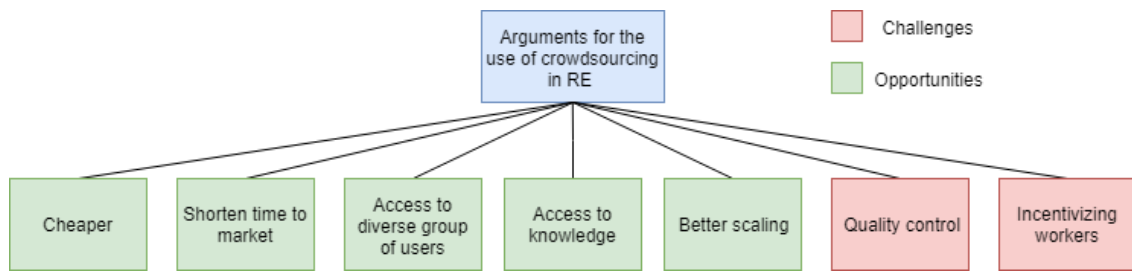 Arguments for the
use of crowdsourcing
in RE
Challenges
Opportunities
Cheaper
Shorten time to
market
Access to
diverse group
of users
Access to
knowledge
Better scaling
Quality control
Incentivizing
workers